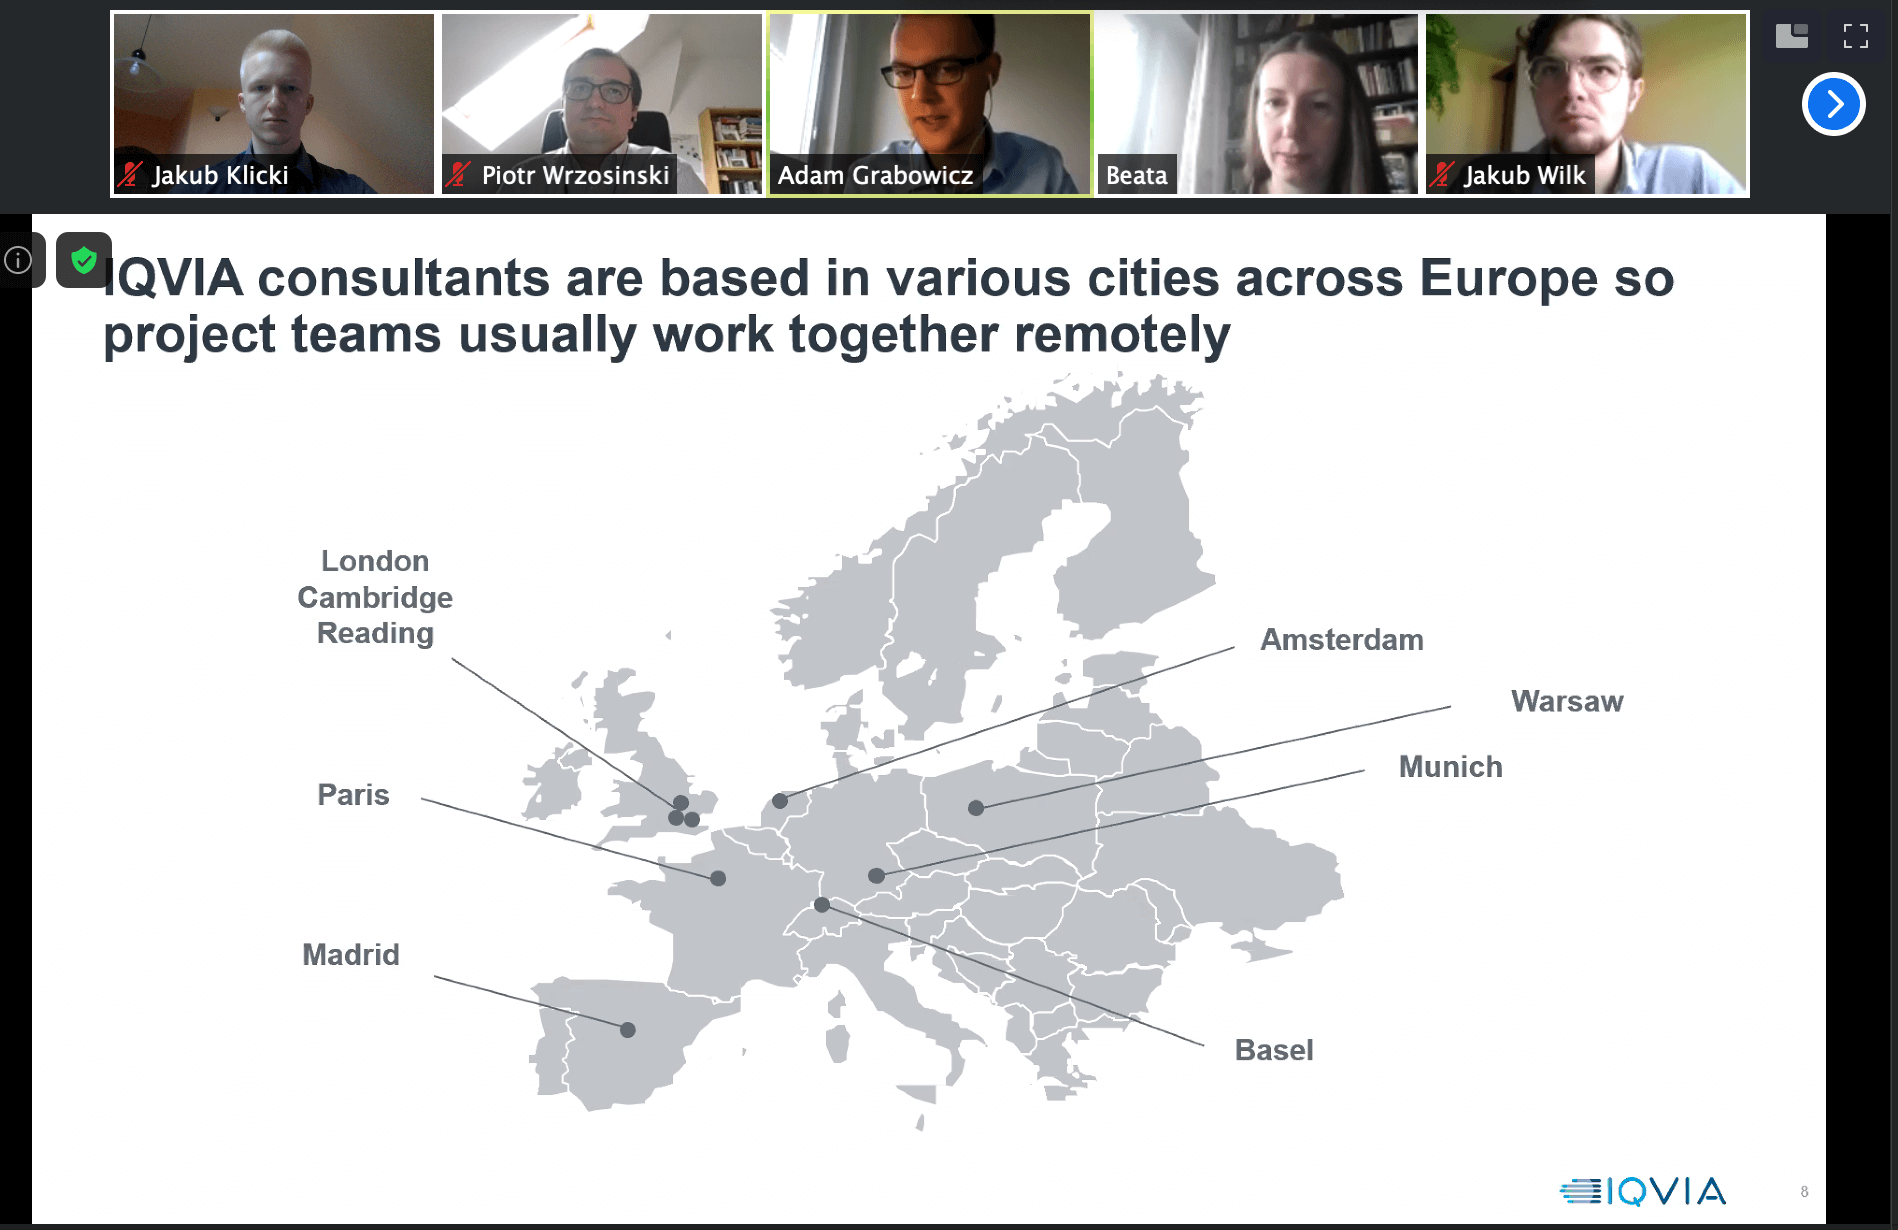 Jakub Klicki
Piotr Wrzosinski
Adam Grabowicz
Beata
Jakub Wilk
IQVIA consultants are based in various cities across Europe so
project teams usually work together remotely
London
Cambridge
Reading
Amsterdam
Warsaw
Munich
Paris
Madrid
Basel
IQVIA
8